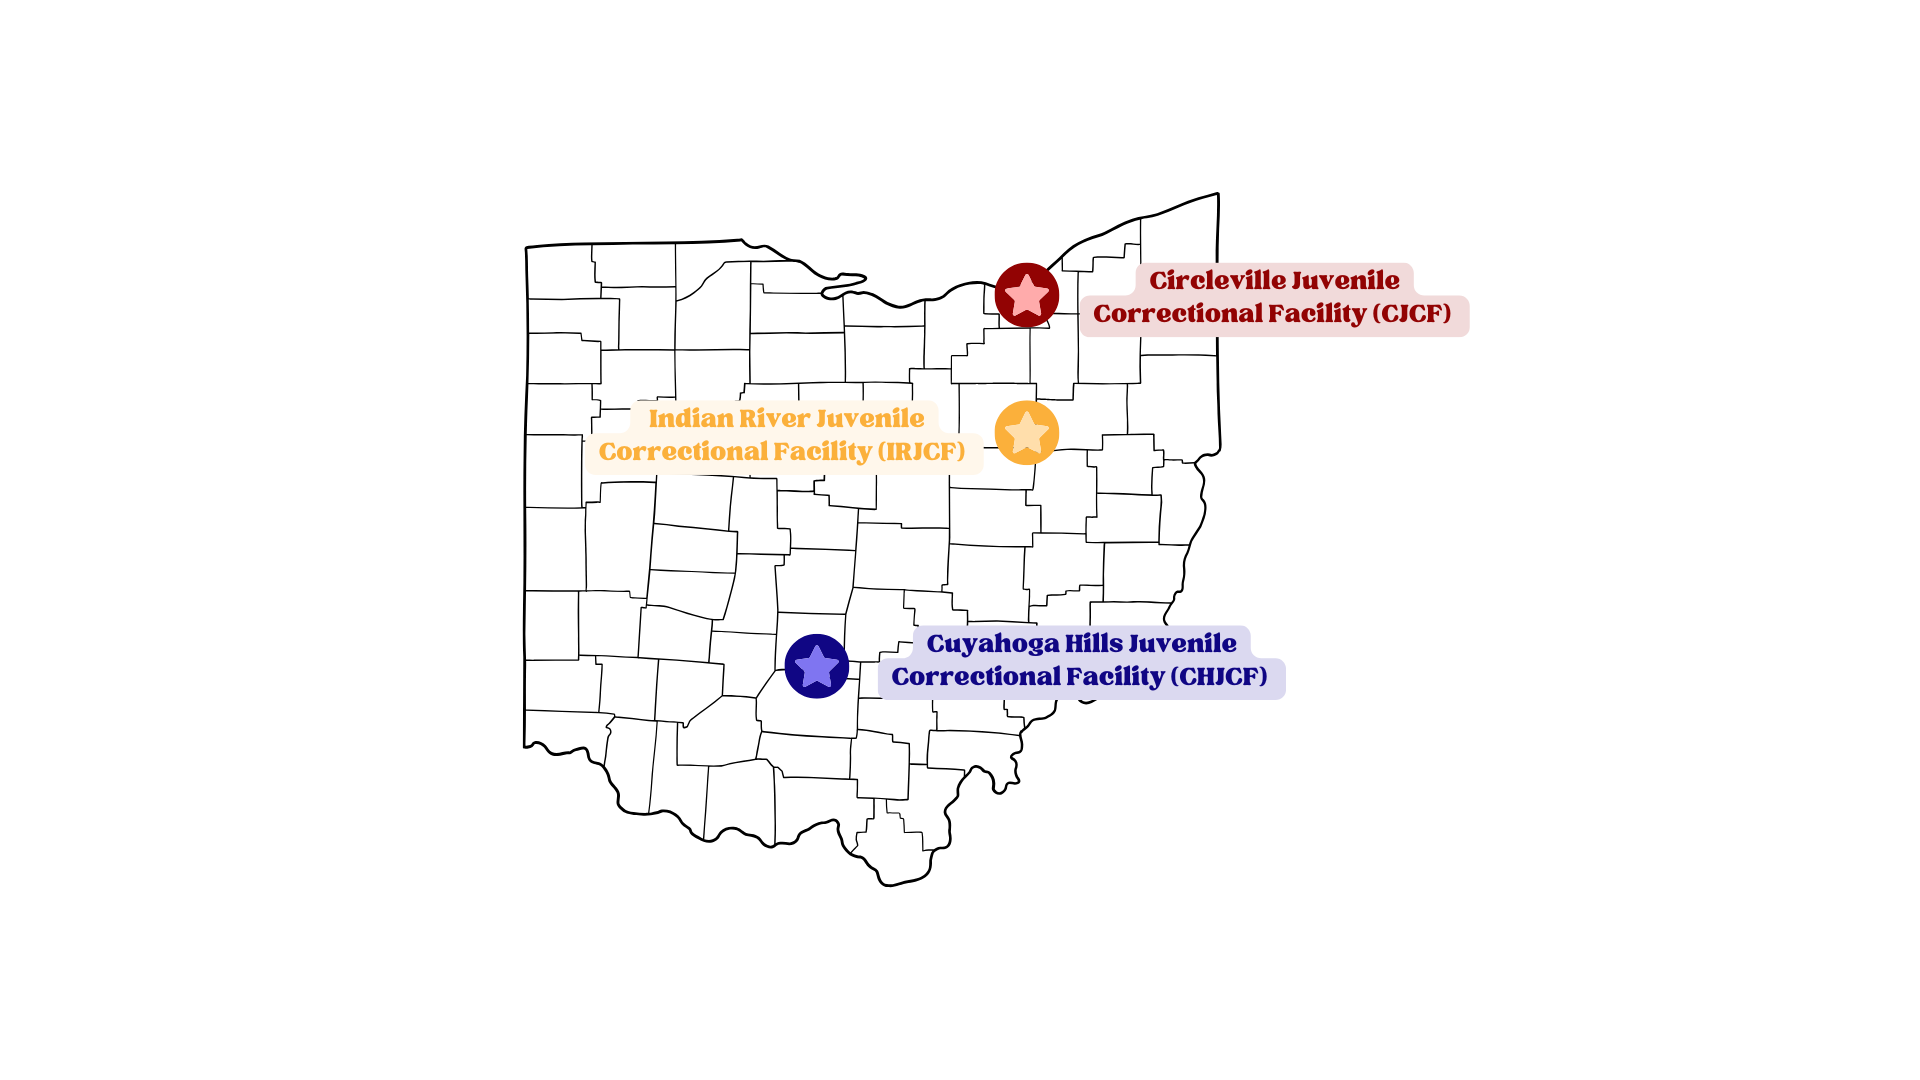 Circleville Juvenile
Correctional Facility (CJCF)
Indian River Juvenile
Correctional Facility (IRJCF)
Cuyahoga Hills Juvenile
Correctional Facility (CHJCF)